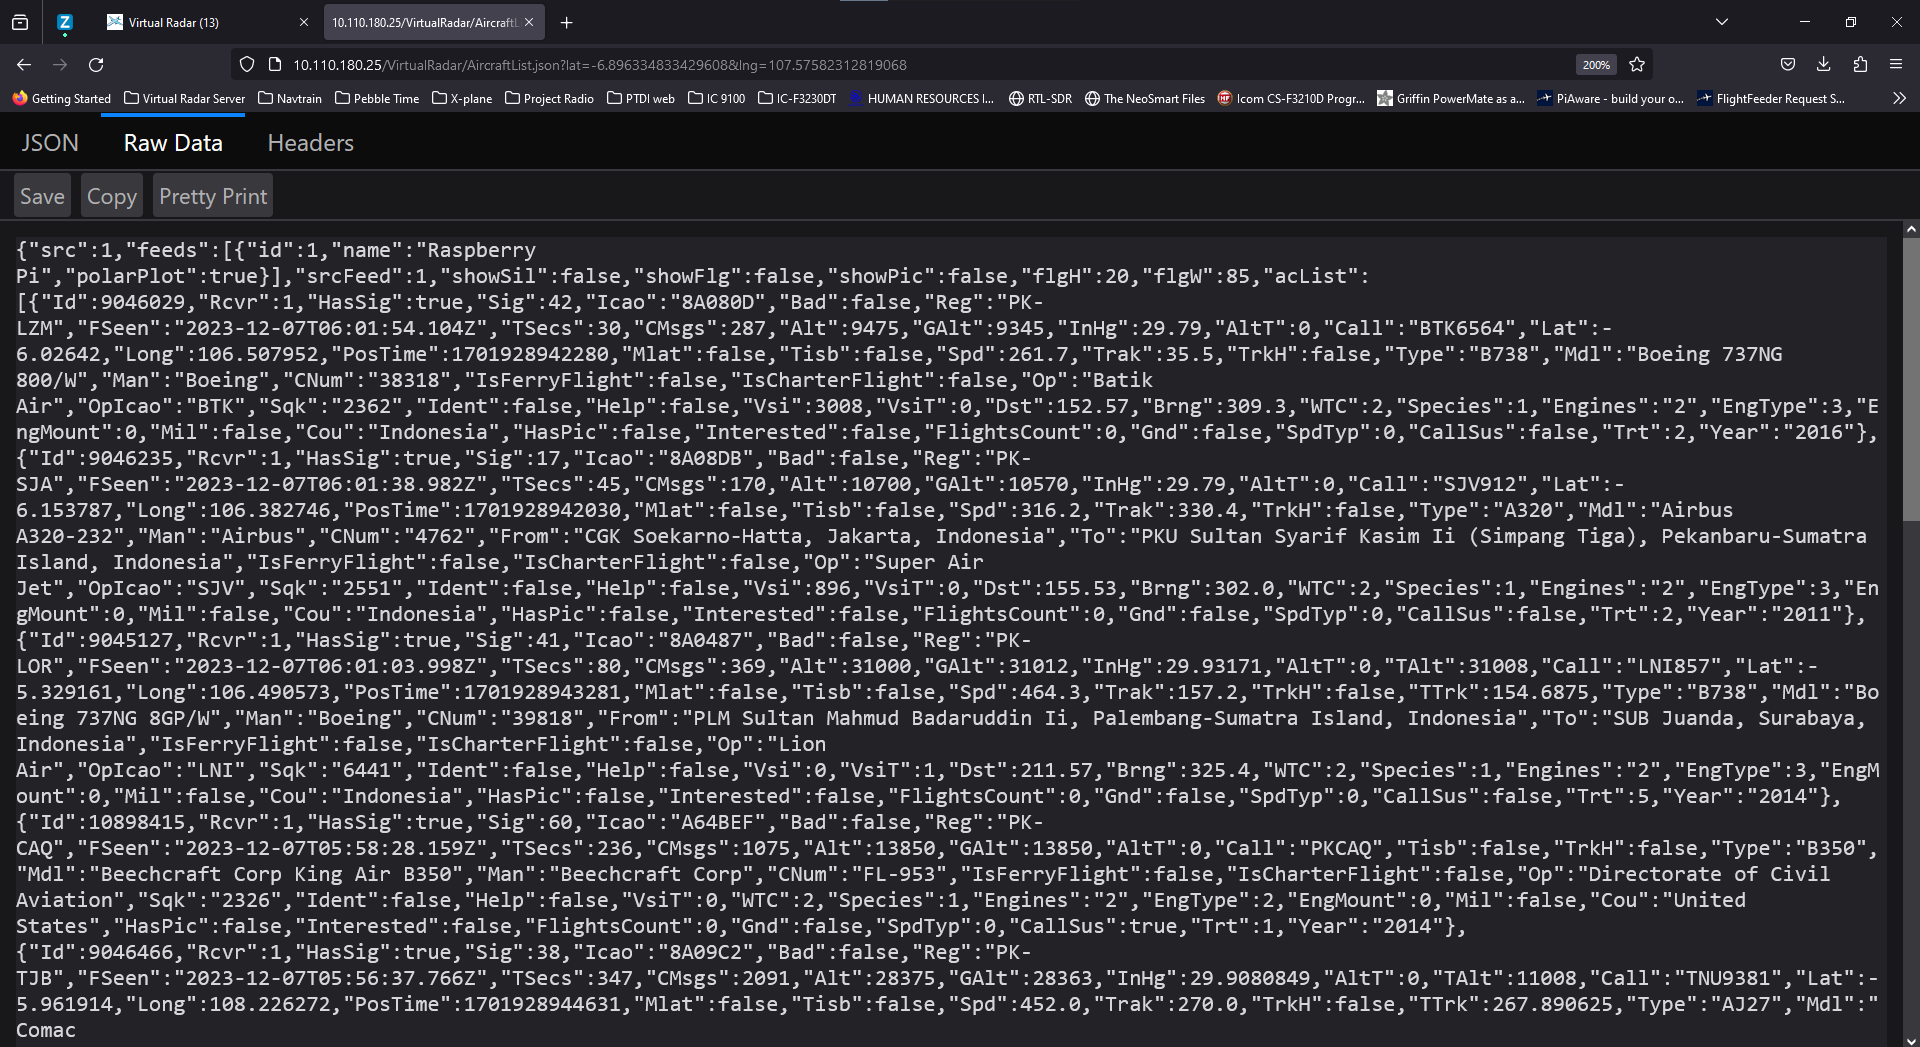 Virtual Radar (13)
10.110.180.25/VirtualRadar/AircraftL
10.110.180.25/VirtualRadar/AircraftList.json?lat=-6.896334833429608&lng=107.57582312819068
200%
Getting Started
Virtual Radar Server
Navtrain
Pebble Time
X-plane
Project Radio
PTDI web
IC 9100
IC-F3230DT
HUMAN RESOURCES I...
RTL-SDR
The NeoSmart Files
Icom CS-F3210D Progr...
Griffin PowerMate as a...
PiAware - build your o...
FlightFeeder Request S...
JSON
Raw Data
Headers
Save
Copy
Pretty Print
{"src":1,"feeds":[{"id":1,"name":"Raspberry
Pi","polarPlot":true}],"srcFeed":1,"showSil":false,"showFlg":false,"showPic":false,"flgH":20,"flgW":85,"acList":
[{"Id":9046029,"Rcvr":1,"HasSig":true,"Sig":42,"Icao":"8A080D","Bad":false,"Reg":"PK-
LZM","FSeen":"2023-12-07T06:01:54.104Z","TSecs":30,"CMsgs":287,"Alt":9475,"GAlt":9345,"InHg":29.79,"AltT":0,"Call":"BTK6564","Lat":-
6.02642,"Long":106.507952,"PosTime":1701928942280,"Mlat":false,"Tisb":false,"Spd":261.7,"Trak":35.5,"TrkH":false,"Type":"B738","Mdl":"Boeing 737NG
800/W","Man":"Boeing","CNum":"38318","IsFerryFlight":false,"IsCharterFlight":false,"Op":"Batik
Air","OpIcao":"BTK","Sqk":"2362","Ident":false,"Help":false,"Vsi":3008,"VsiT":0,"Dst":152.57,"Brng":309.3,"WTC":2,"Species":1,"Engines":"2","EngType":3,"E
ngMount":0,"Mil":false,"Cou":"Indonesia","HasPic":false,"Interested":false,"FlightsCount":0,"Gnd":false,"SpdTyp":0,"CallSus":false,"Trt":2,"Year":"2016"},
{"Id":9046235,"Rcvr":1,"HasSig":true,"Sig":17,"Icao":"8A08DB","Bad":false,"Reg":"PK-
SJA","FSeen":"2023-12-07T06:01:38.982Z","TSecs":45,"CMsgs":170,"Alt":10700,"GAlt":10570,"InHg":29.79,"AltT":0,"Call":"SJV912","Lat":-
6.153787,"Long":106.382746,"PosTime":1701928942030,"Mlat":false,"Tisb":false,"Spd":316.2,"Trak":330.4,"TrkH":false,"Type":"A320","Mdl":"Airbus
A320-232","Man":"Airbus","CNum":"4762","From":"CGK Soekarno-Hatta, Jakarta, Indonesia","To":"PKU Sultan Syarif Kasim Ii (Simpang Tiga), Pekanbaru-Sumatra
Island, Indonesia","IsFerryFlight":false,"IsCharterFlight":false,"Op":"Super Air
Jet","OpIcao":"SJV","Sqk":"2551","Ident":false,"Help":false,"Vsi":896,"VsiT":0,"Dst":155.53,"Brng":302.0,"WTC":2,"Species":1,"Engines":"2","EngType":3,"En
gMount":0,"Mil":false,"Cou":"Indonesia","HasPic":false,"Interested":false,"FlightsCount":0,"Gnd":false,"SpdTyp":0,"CallSus":false,"Trt":2,"Year":"2011"},
{"Id":9045127,"Rcvr":1,"HasSig":true,"Sig":41,"Icao":"8A0487","Bad":false,"Reg":"PK-
LOR","FSeen":"2023-12-07T06:01:03.998Z","TSecs":80,"CMsgs":369,"Alt":31000,"GAlt":31012,"InHg":29.93171,"AltT":0,"TAlt":31008,"Call":"LNI857","Lat":-
5.329161,"Long":106.490573,"PosTime":1701928943281,"Mlat":false,"Tisb":false,"Spd":464.3,"Trak":157.2,"TrkH":false,"TTrk":154.6875,"Type":"B738","Mdl":"Bo
eing 737NG 8GP/W","Man":"Boeing","CNum":"39818","From":"PLM Sultan Mahmud Badaruddin Ii, Palembang-Sumatra Island, Indonesia","To":"SUB Juanda, Surabaya,
Indonesia","IsFerryFlight":false,"IsCharterFlight":false,"Op":"Lion
Air","OpIcao":"LNI","Sqk":"6441","Ident":false,"Help":false,"Vsi":0,"VsiT":1,"Dst":211.57,"Brng":325.4,"WTC":2,"Species":1,"Engines":"2","EngType":3,"EngM
ount":0,"Mil":false,"Cou":"Indonesia","HasPic":false,"Interested":false,"FlightsCount":0,"Gnd":false,"SpdTyp":0,"CallSus":false,"Trt":5,"Year":"2014"},
{"Id":10898415,"Rcvr":1,"HasSig":true,"Sig":60,"Icao":"A64BEF","Bad":false,"Reg":"PK-
CAQ","FSeen":"2023-12-07T05:58:28.159Z","TSecs":236,"CMsgs":1075,"Alt":13850,"GAlt":13850,"AltT":0,"Call":"PKCAQ","Tisb":false,"TrkH":false,"Type":"B350",
"Mdl":"Beechcraft Corp King Air B350","Man":"Beechcraft Corp","CNum":"FL-953","IsFerryFlight":false,"IsCharterFlight":false,"Op":"Directorate of Civil
Aviation","Sqk":"2326","Ident":false,"Help":false,"VsiT":0,"WTC":2,"Species":1,"Engines":"2","EngType":2,"EngMount":0,"Mil":false,"Cou":"United
States","HasPic":false,"Interested":false,"FlightsCount":0,"Gnd":false,"SpdTyp":0,"CallSus":true,"Trt":1,"Year":"2014"},
{"Id":9046466,"Rcvr":1,"HasSig":true,"Sig":38,"Icao":"8A09C2","Bad":false,"Reg":"PK-
TJB","FSeen":"2023-12-07T05:56:37.766Z","TSecs":347,"CMsgs":2091,"Alt":28375,"GAlt":28363,"InHg":29.9080849,"AltT":0,"TAlt":11008,"Call":"TNU9381","Lat":-
5.961914,"Long":108.226272,"PosTime":1701928944631,"Mlat":false,"Tisb":false,"Spd":452.0,"Trak":270.0,"TrkH":false,"TTrk":267.890625,"Type":"AJ27","Mdl":"
Comac